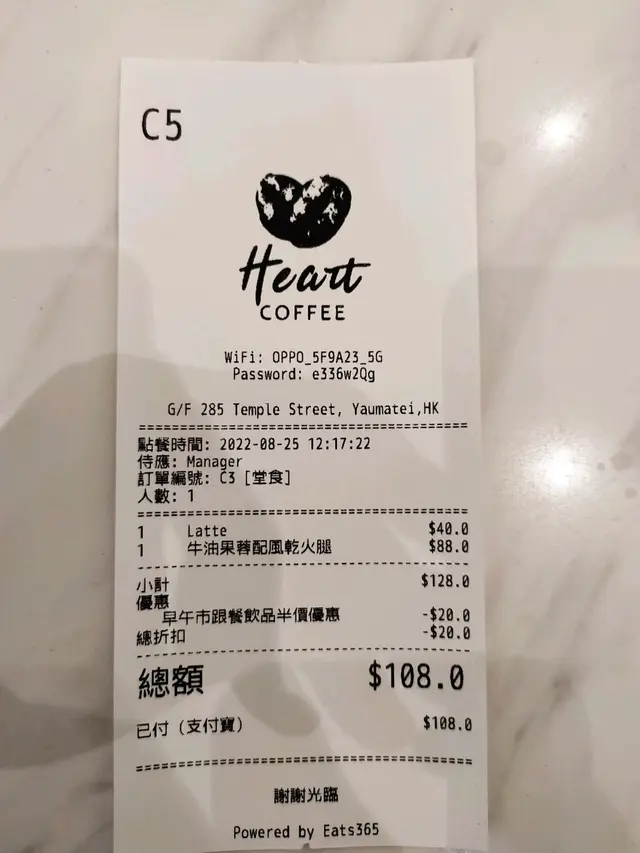 C5
Heart
COFFEE
WiFi: OPPO_5F9A23_5G
Password: e336w2Qg
G/F 285 Temple Street, Yaumatei,HK
點餐時間: 2022-08-25 12:17:22
侍應: Manager
訂單編號: C3 [堂食]
人數: 1
1 Latte $40.0
1 牛油果蓉配風乾火腿 $88.0
小計 $128.0
優惠
早午市跟餐飲品半價優惠 -$20.0
總折扣 -$20.0
總額 $108.0
已付 (支付寶) $108.0
謝謝光臨
Powered by Eats365